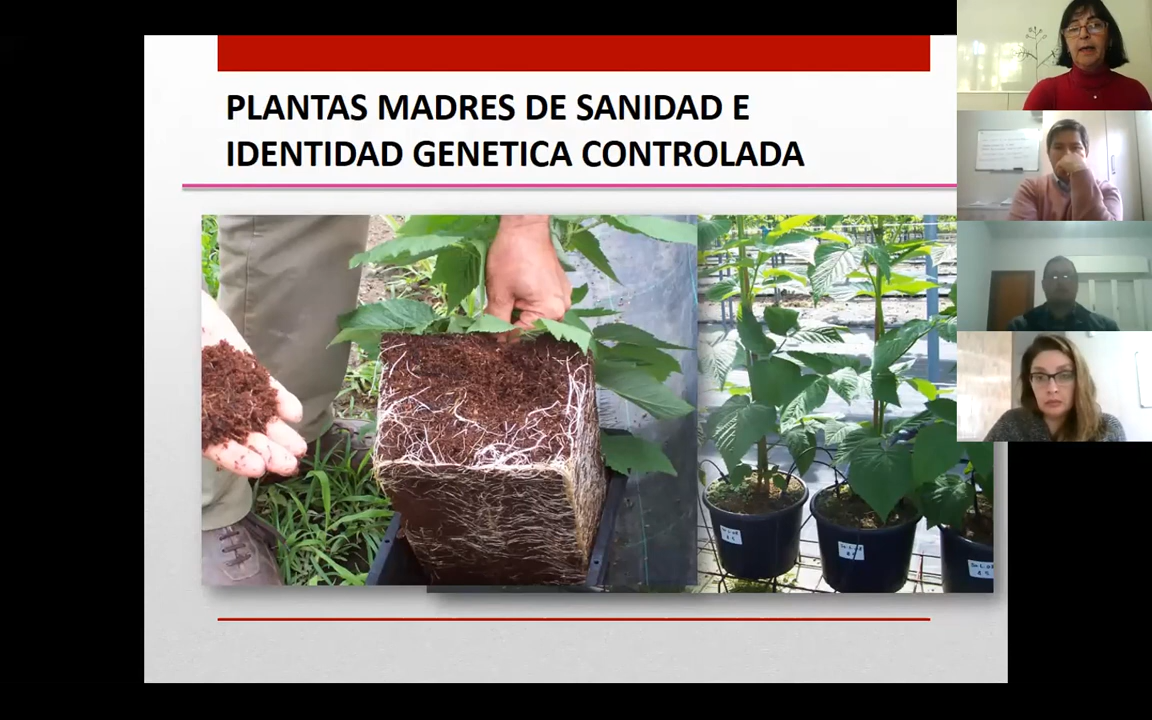 PLANTAS MADRES DE SANIDAD E
IDENTIDAD GENETICA CONTROLADA